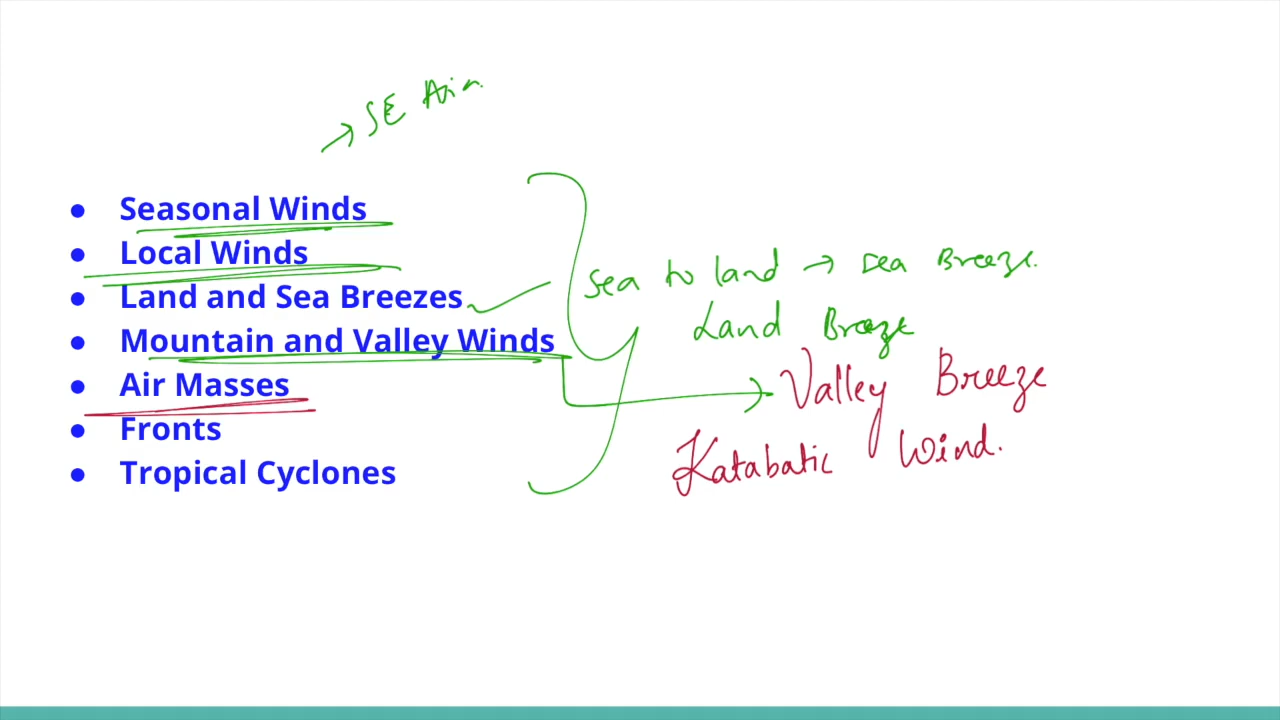 → SE Asia
● Seasonal Winds
● Local Winds
● Land and Sea Breezes
● Mountain and Valley Winds
● Air Masses
● Fronts
● Tropical Cyclones
Sea to land → Sea Breeze.
Land Breeze
Valley Breeze
Katabatic Wind.